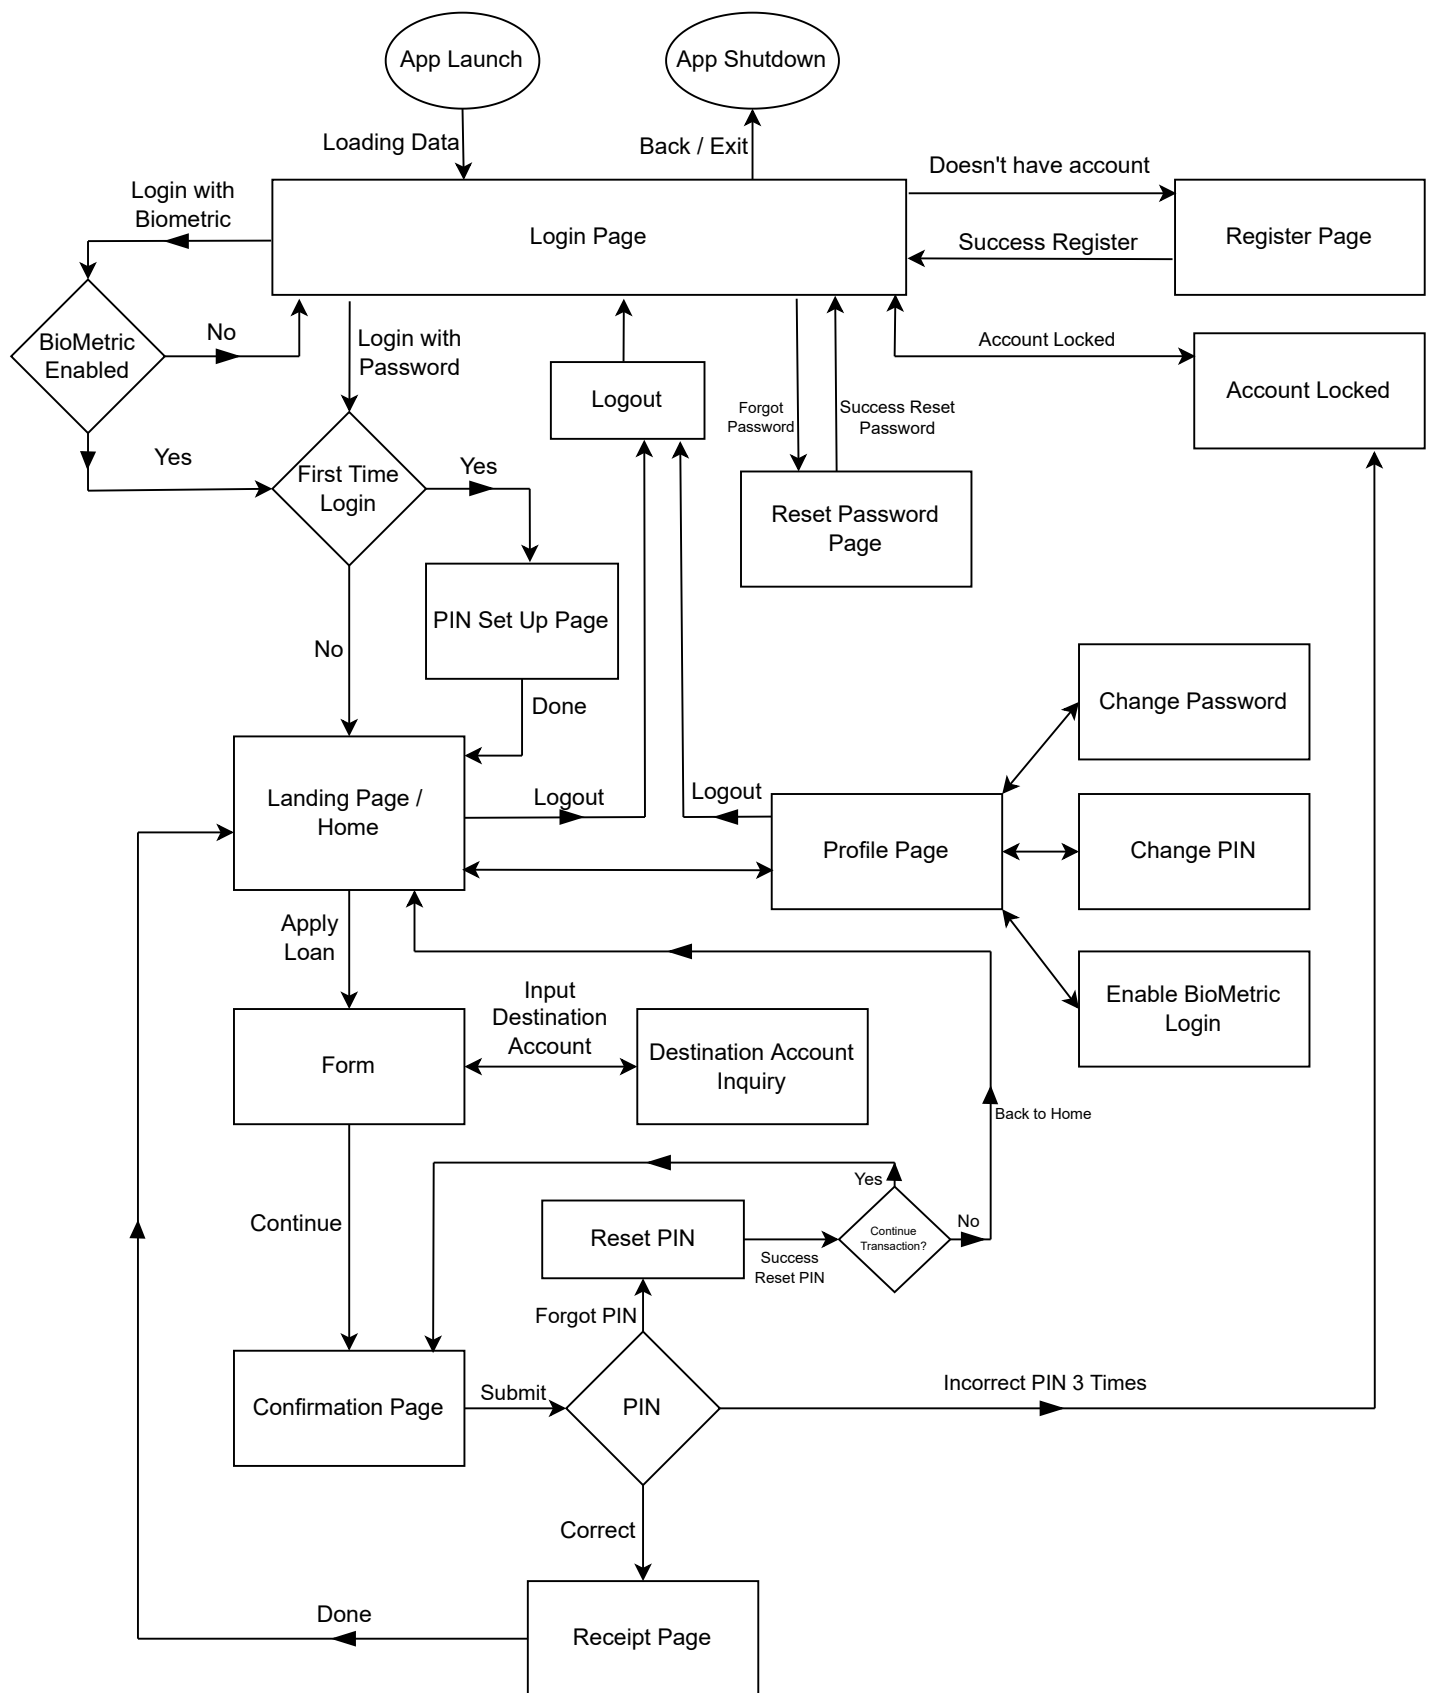 App Launch
App Shutdown
Loading Data
Back / Exit
Doesn't have account
Login with
Biometric
Login Page
Success Register
Register Page
No
BioMetric
Enabled
Login with
Password
Account Locked
Logout
Account Locked
Forgot
Password
Success Reset
Password
Yes
First Time
Login
Yes
Reset Password
Page
PIN Set Up Page
No
Done
Change Password
Landing Page /
Home
Logout
Logout
Profile Page
Change PIN
Apply
Loan
Input
Destination
Account
Enable BioMetric
Login
Form
Destination Account
Inquiry
Back to Home
Yes
Continue
Reset PIN
Success
Reset PIN
Continue
Transaction?
No
Forgot PIN
Confirmation Page
Submit
PIN
Incorrect PIN 3 Times
Correct
Done
Receipt Page